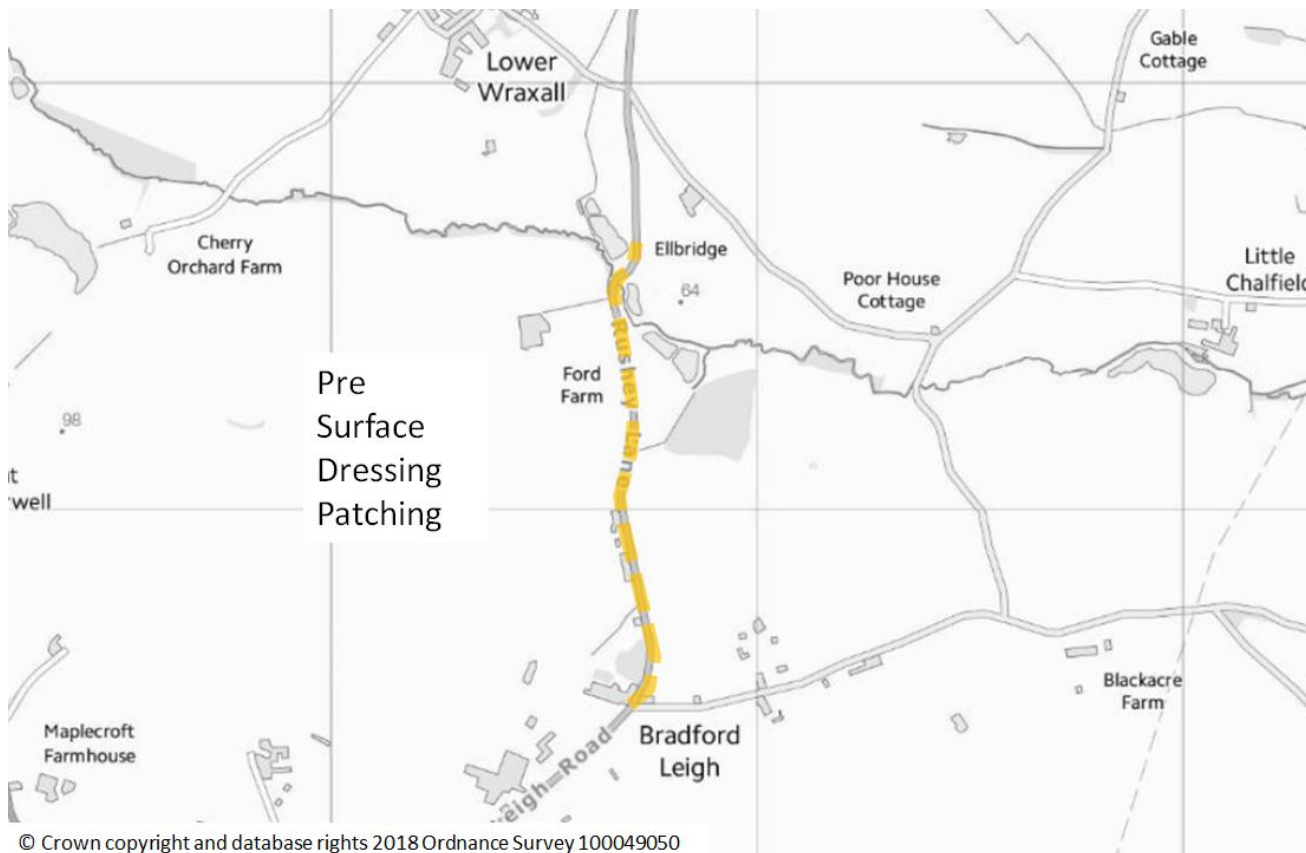 Gable
Cottage
Lower
Wraxall
Cherry
Orchard Farm
Ellbridge
64
Poor House
Cottage
Little
Chalfield
Rushey Lane
Ford
Farm
Pre
Surface
Dressing
Patching
98
Blackacre
Farm
Maplecroft
Farmhouse
Bradford
Leigh
Road
© Crown copyright and database rights 2018 Ordnance Survey 100049050